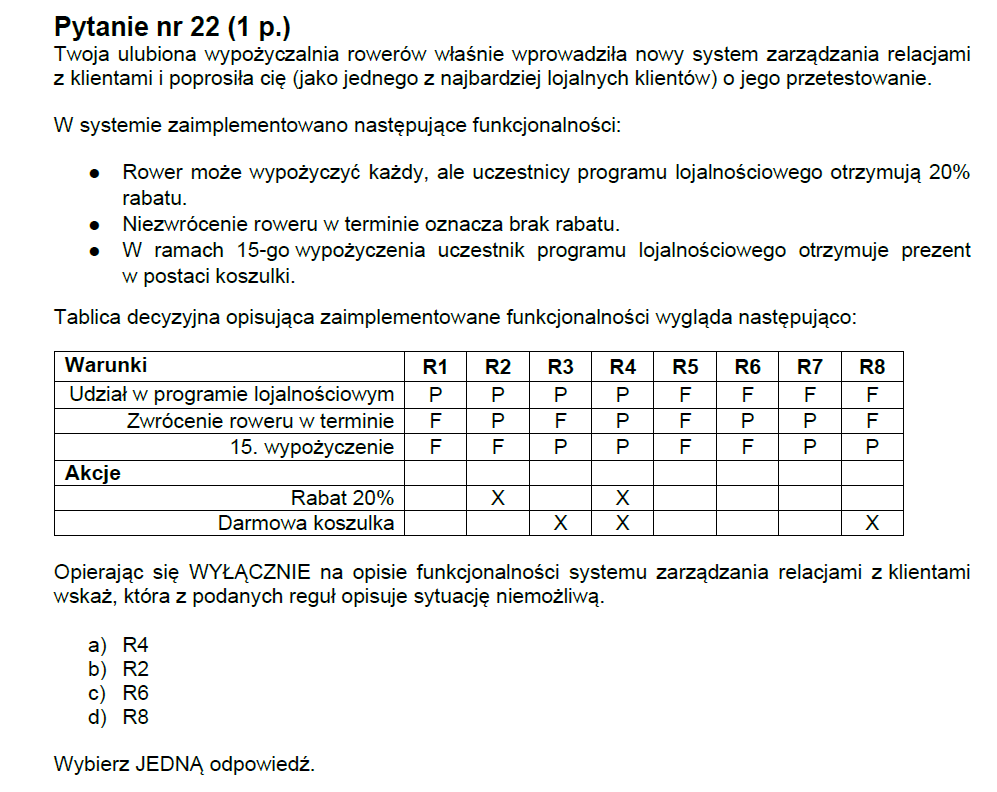 Pytanie nr 22 (1 p.)
Twoja ulubiona wypożyczalnia rowerów właśnie wprowadziła nowy system zarządzania relacjami
z klientami i poprosiła cię (jako jednego z najbardziej lojalnych klientów) o jego przetestowanie.
W systemie zaimplementowano następujące funkcjonalności:
● Rower może wypożyczyć każdy, ale uczestnicy programu lojalnościowego otrzymują 20%
rabatu.
● Niezwrócenie roweru w terminie oznacza brak rabatu.
● W ramach 15-go wypożyczenia uczestnik programu lojalnościowego otrzymuje prezent
w postaci koszulki.
Tablica decyzyjna opisująca zaimplementowane funkcjonalności wygląda następująco:
Warunki R1 R2 R3 R4 R5 R6 R7 R8
Udział w programie lojalnościowym P P P P F F F F
Zwrócenie roweru w terminie F P F P F P P F
15. wypożyczenie F F P P F F P P
Akcje
Rabat 20% X X
Darmowa koszulka X X X
Opierając się WYŁĄCZNIE na opisie funkcjonalności systemu zarządzania relacjami z klientami
wskaż, która z podanych reguł opisuje sytuację niemożliwą.
a) R4
b) R2
c) R6
d) R8
Wybierz JEDNĄ odpowiedź.